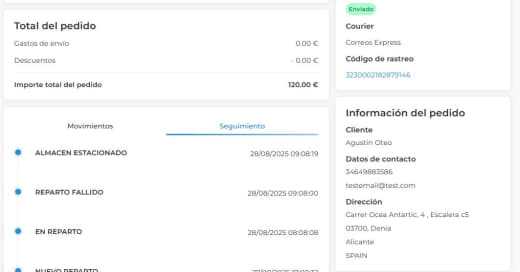 Total del pedido
Gastos de envío 0.00 €
Descuentos - 0.00 €
Importe total del pedido 120.00 €
Movimientos Seguimiento
ALMACEN ESTACIONADO 28/08/2025 09:08:19
REPARTO FALLIDO 28/08/2025 09:08:00
EN REPARTO 28/08/2025 08:08:08
NUEVO REPARTO
Enviado
Courier
Correos Express
Código de rastreo
3230002182879146
Información del pedido
Cliente
Agustín Oteo
Datos de contacto
34649883586
testemail@test.com
Dirección
Carrer Ocea Antartic, 4 , Escalera c5
03700, Denia
Alicante
SPAIN